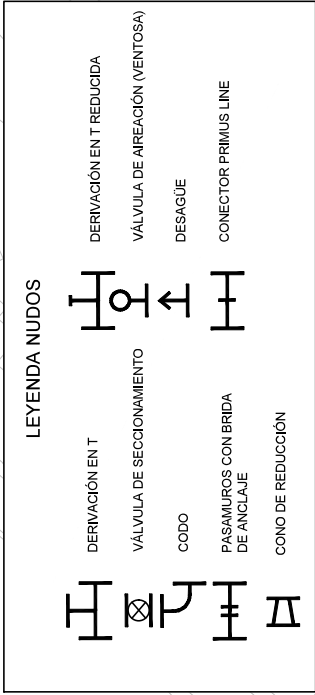 LEYENDA NUDOS
DERIVACIÓN EN T
VÁLVULA DE SECCIONAMIENTO
CODO
PASAMUROS CON BRIDA
DE ANCLAJE
CONO DE REDUCCIÓN
DERIVACIÓN EN T REDUCIDA
VÁLVULA DE AIREACIÓN (VENTOSA)
DESAGÜE
CONECTOR PRIMUS LINE